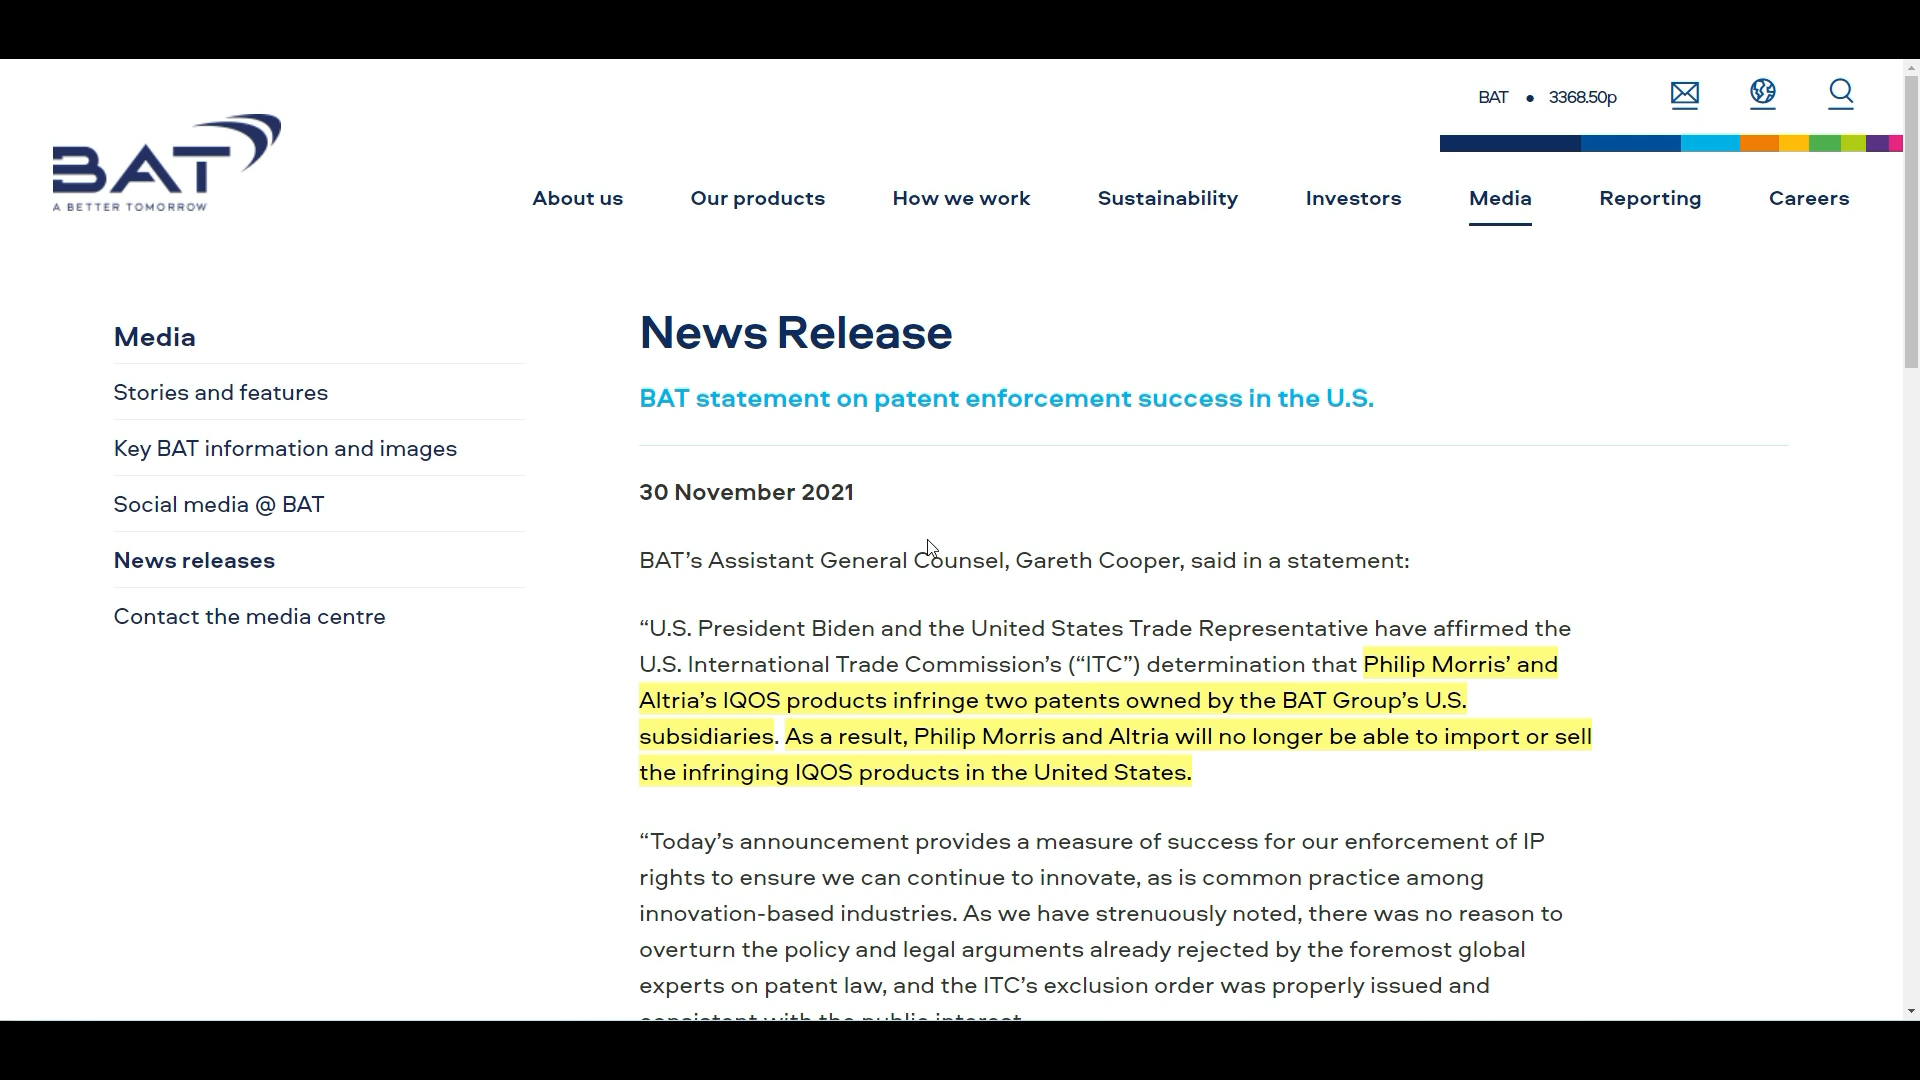 BAT • 3368.50p
BAT
A BETTER TOMORROW
About us Our products How we work Sustainability Investors Media Reporting Careers
Media
Stories and features
Key BAT information and images
Social media @ BAT
News releases
Contact the media centre
News Release
BAT statement on patent enforcement success in the U.S.
30 November 2021
BAT’s Assistant General Counsel, Gareth Cooper, said in a statement:
“U.S. President Biden and the United States Trade Representative have affirmed the
U.S. International Trade Commission’s (“ITC”) determination that Philip Morris’ and
Altria’s IQOS products infringe two patents owned by the BAT Group’s U.S.
subsidiaries. As a result, Philip Morris and Altria will no longer be able to import or sell
the infringing IQOS products in the United States.
“Today’s announcement provides a measure of success for our enforcement of IP
rights to ensure we can continue to innovate, as is common practice among
innovation-based industries. As we have strenuously noted, there was no reason to
overturn the policy and legal arguments already rejected by the foremost global
experts on patent law, and the ITC’s exclusion order was properly issued and
consistent with the public interest.